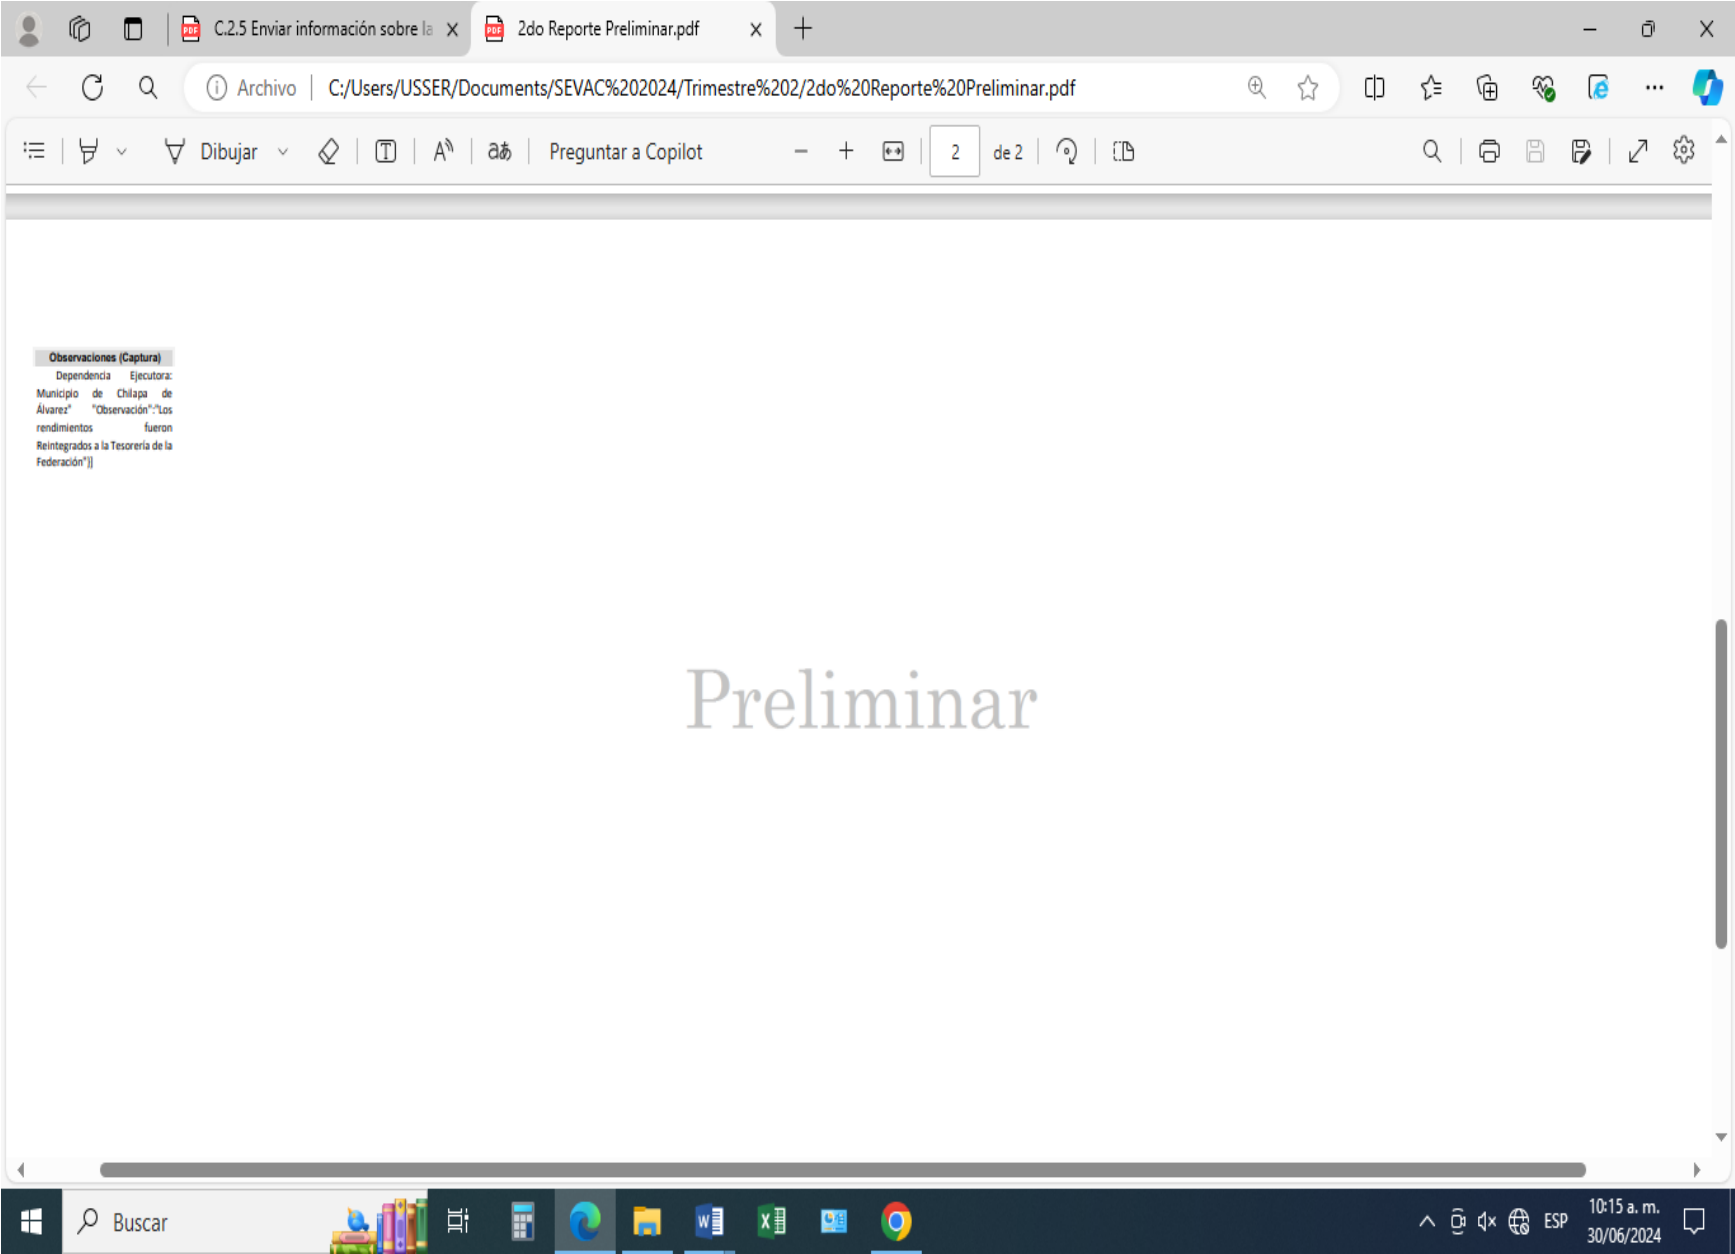 C.2.5 Enviar información sobre la
2do Reporte Preliminar.pdf
Archivo
C:/Users/USSER/Documents/SEVAC%202024/Trimestre%202/2do%20Reporte%20Preliminar.pdf
Dibujar
Preguntar a Copilot
2
de 2
Observaciones (Captura)
Dependencia Ejecutora:
Municipio de Chilapa de
Álvarez" "Observación":"Los
rendimientos fueron
Reintegrados a la Tesorería de la
Federación"}]
Preliminar
Buscar
ESP
10:15 a. m.
30/06/2024